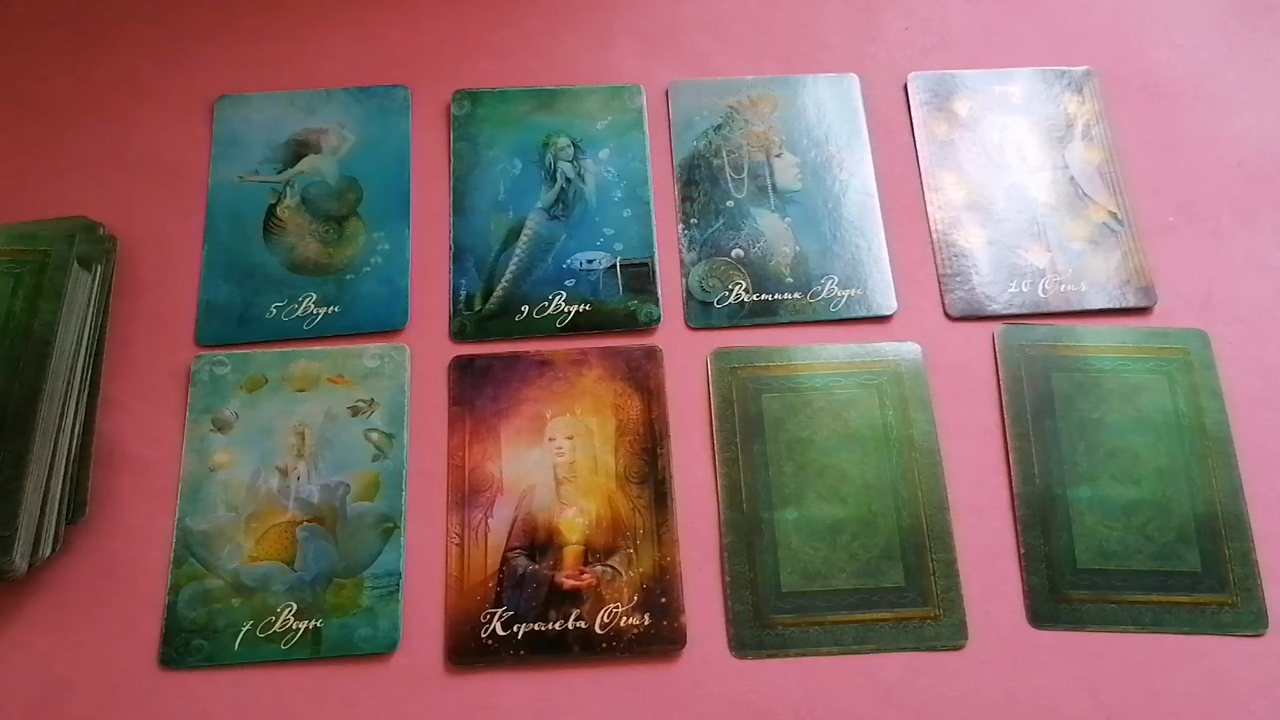 5 Воды
9 Воды
Вестник Воды
10 Огня
7 Воды
Королева Огня